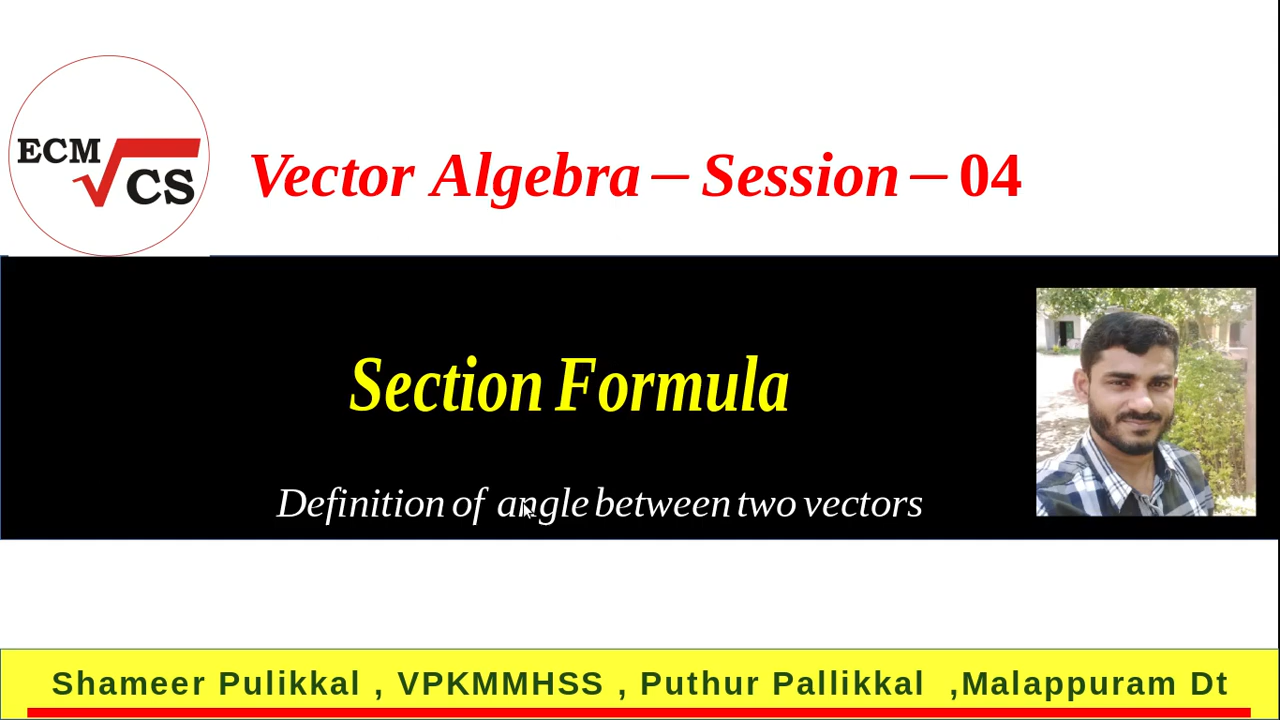 ECM
CS
Vector Algebra – Session – 04
Section Formula
Definition of angle between two vectors
Shameer Pulikkal , VPKMMHSS , Puthur Pallikkal ,Malappuram Dt